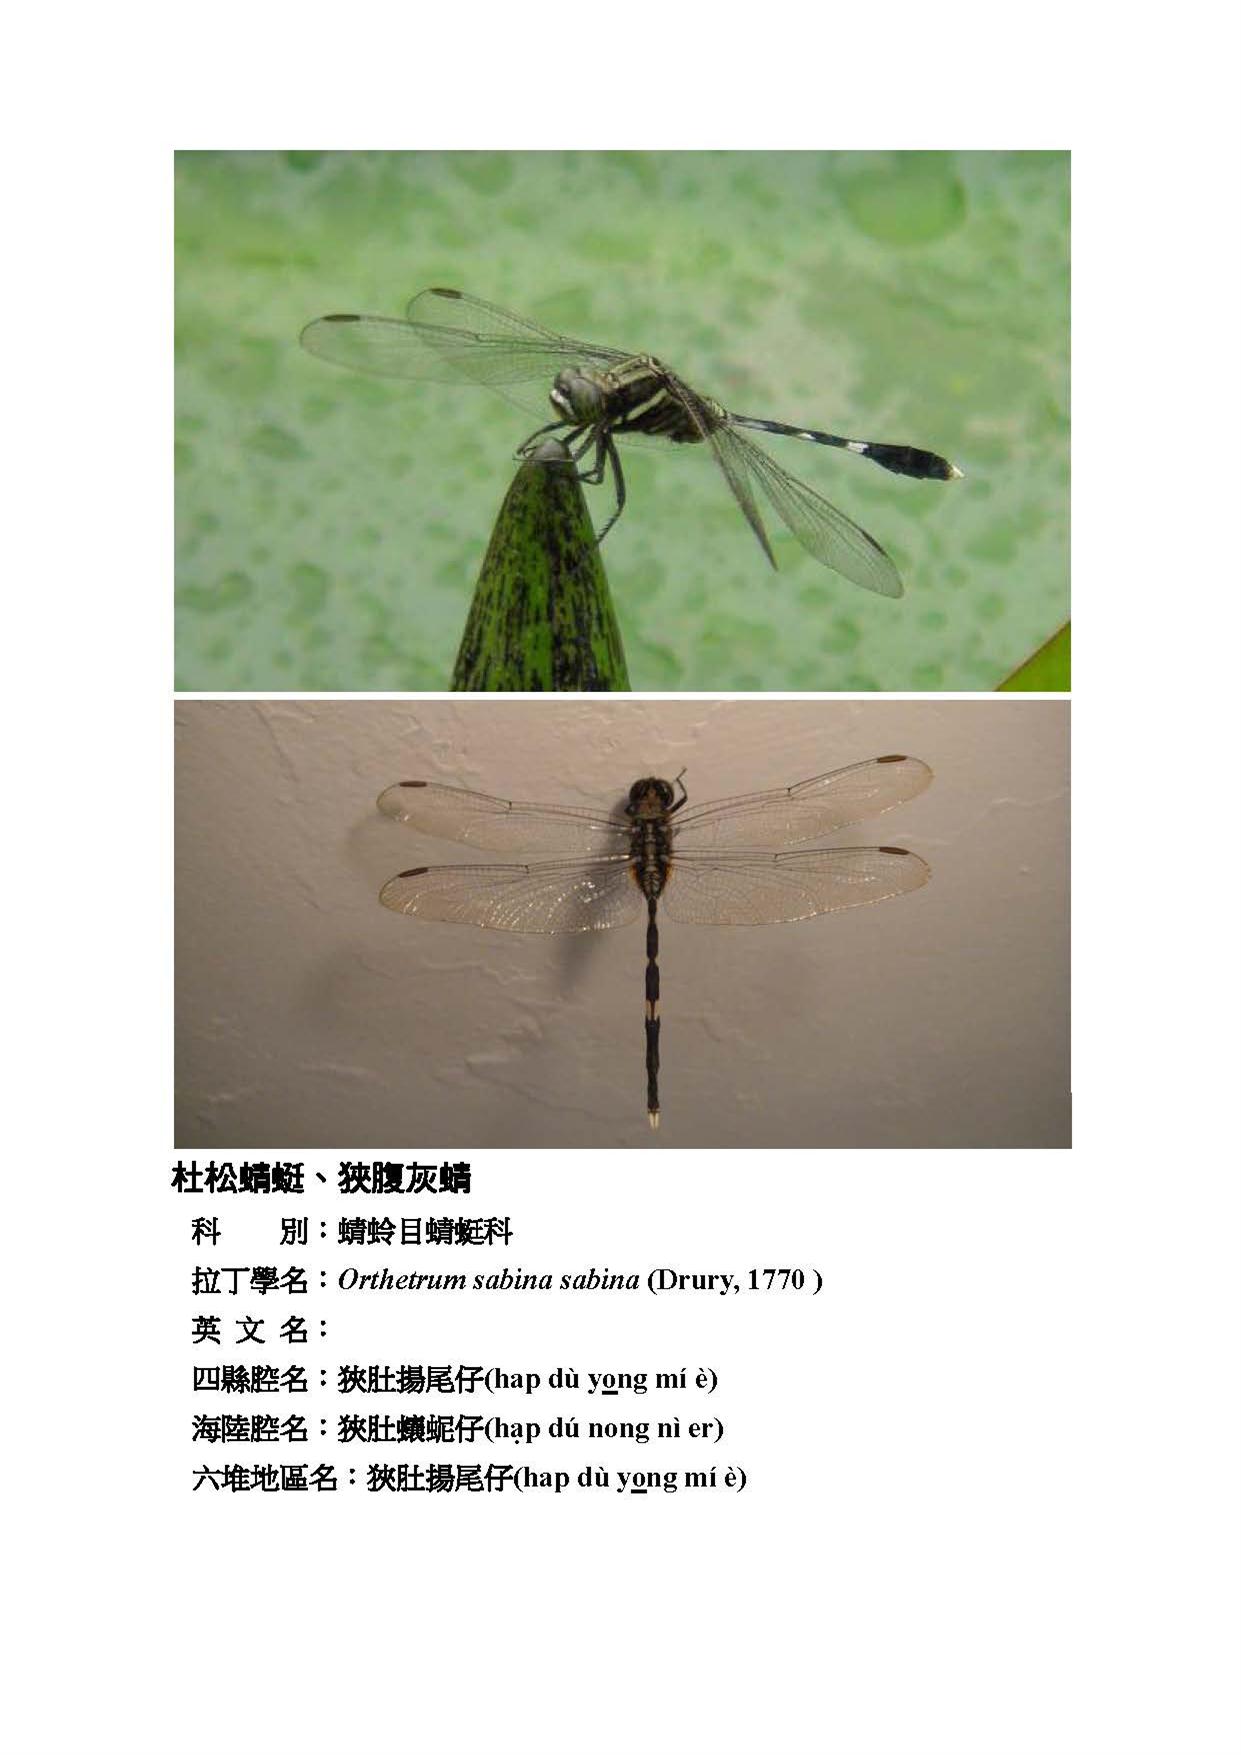 杜松蜻蜓、狹腹灰蜻
科　　別：蜻蛉目蜻蜓科
拉丁學名：Orthetrum sabina sabina (Drury, 1770 )
英 文 名：
四縣腔名：狹肚揚尾仔(hap dù yong mí è)
海陸腔名：狹肚蠰蚭仔(hạp dú nong nì er)
六堆地區名：狹肚揚尾仔(hap dù yong mí è)